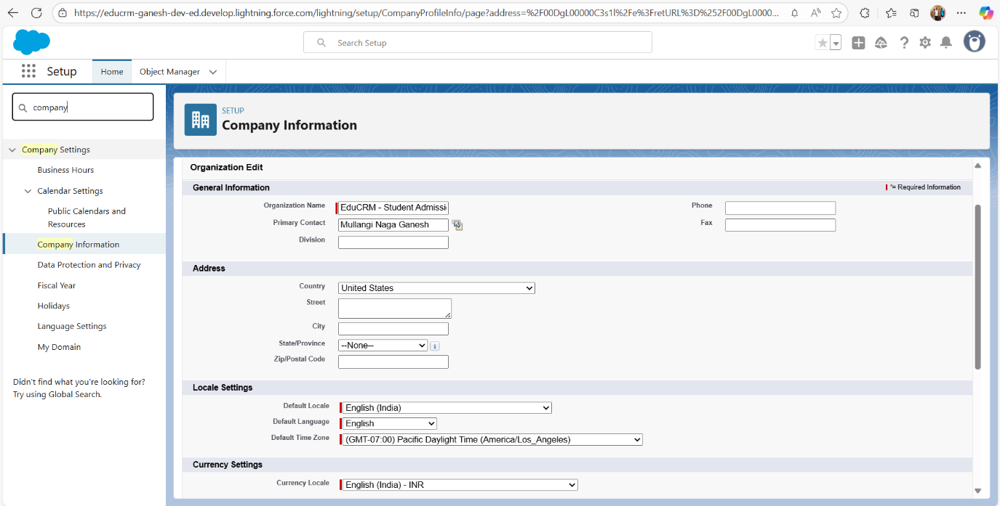 https://educrm-ganesh-dev-ed.develop.lightning.force.com/lightning/setup/CompanyProfileInfo/page?address=%2F00DgL00000C3s1l%2Fe%3FretURL%3D%252F00DgL0000...
Search Setup
Setup
Home
Object Manager
company
Company Settings
Business Hours
Calendar Settings
Public Calendars and
Resources
Company Information
Data Protection and Privacy
Fiscal Year
Holidays
Language Settings
My Domain
Didn't find what you're looking for?
Try using Global Search.
SETUP
Company Information
Organization Edit
General Information
= Required Information
Organization Name EduCRM - Student Admissi
Phone
Primary Contact Mullangi Naga Ganesh
Fax
Division
Address
Country United States
Street
City
State/Province --None--
Zip/Postal Code
Locale Settings
Default Locale English (India)
Default Language English
Default Time Zone (GMT-07:00) Pacific Daylight Time (America/Los_Angeles)
Currency Settings
Currency Locale English (India) - INR